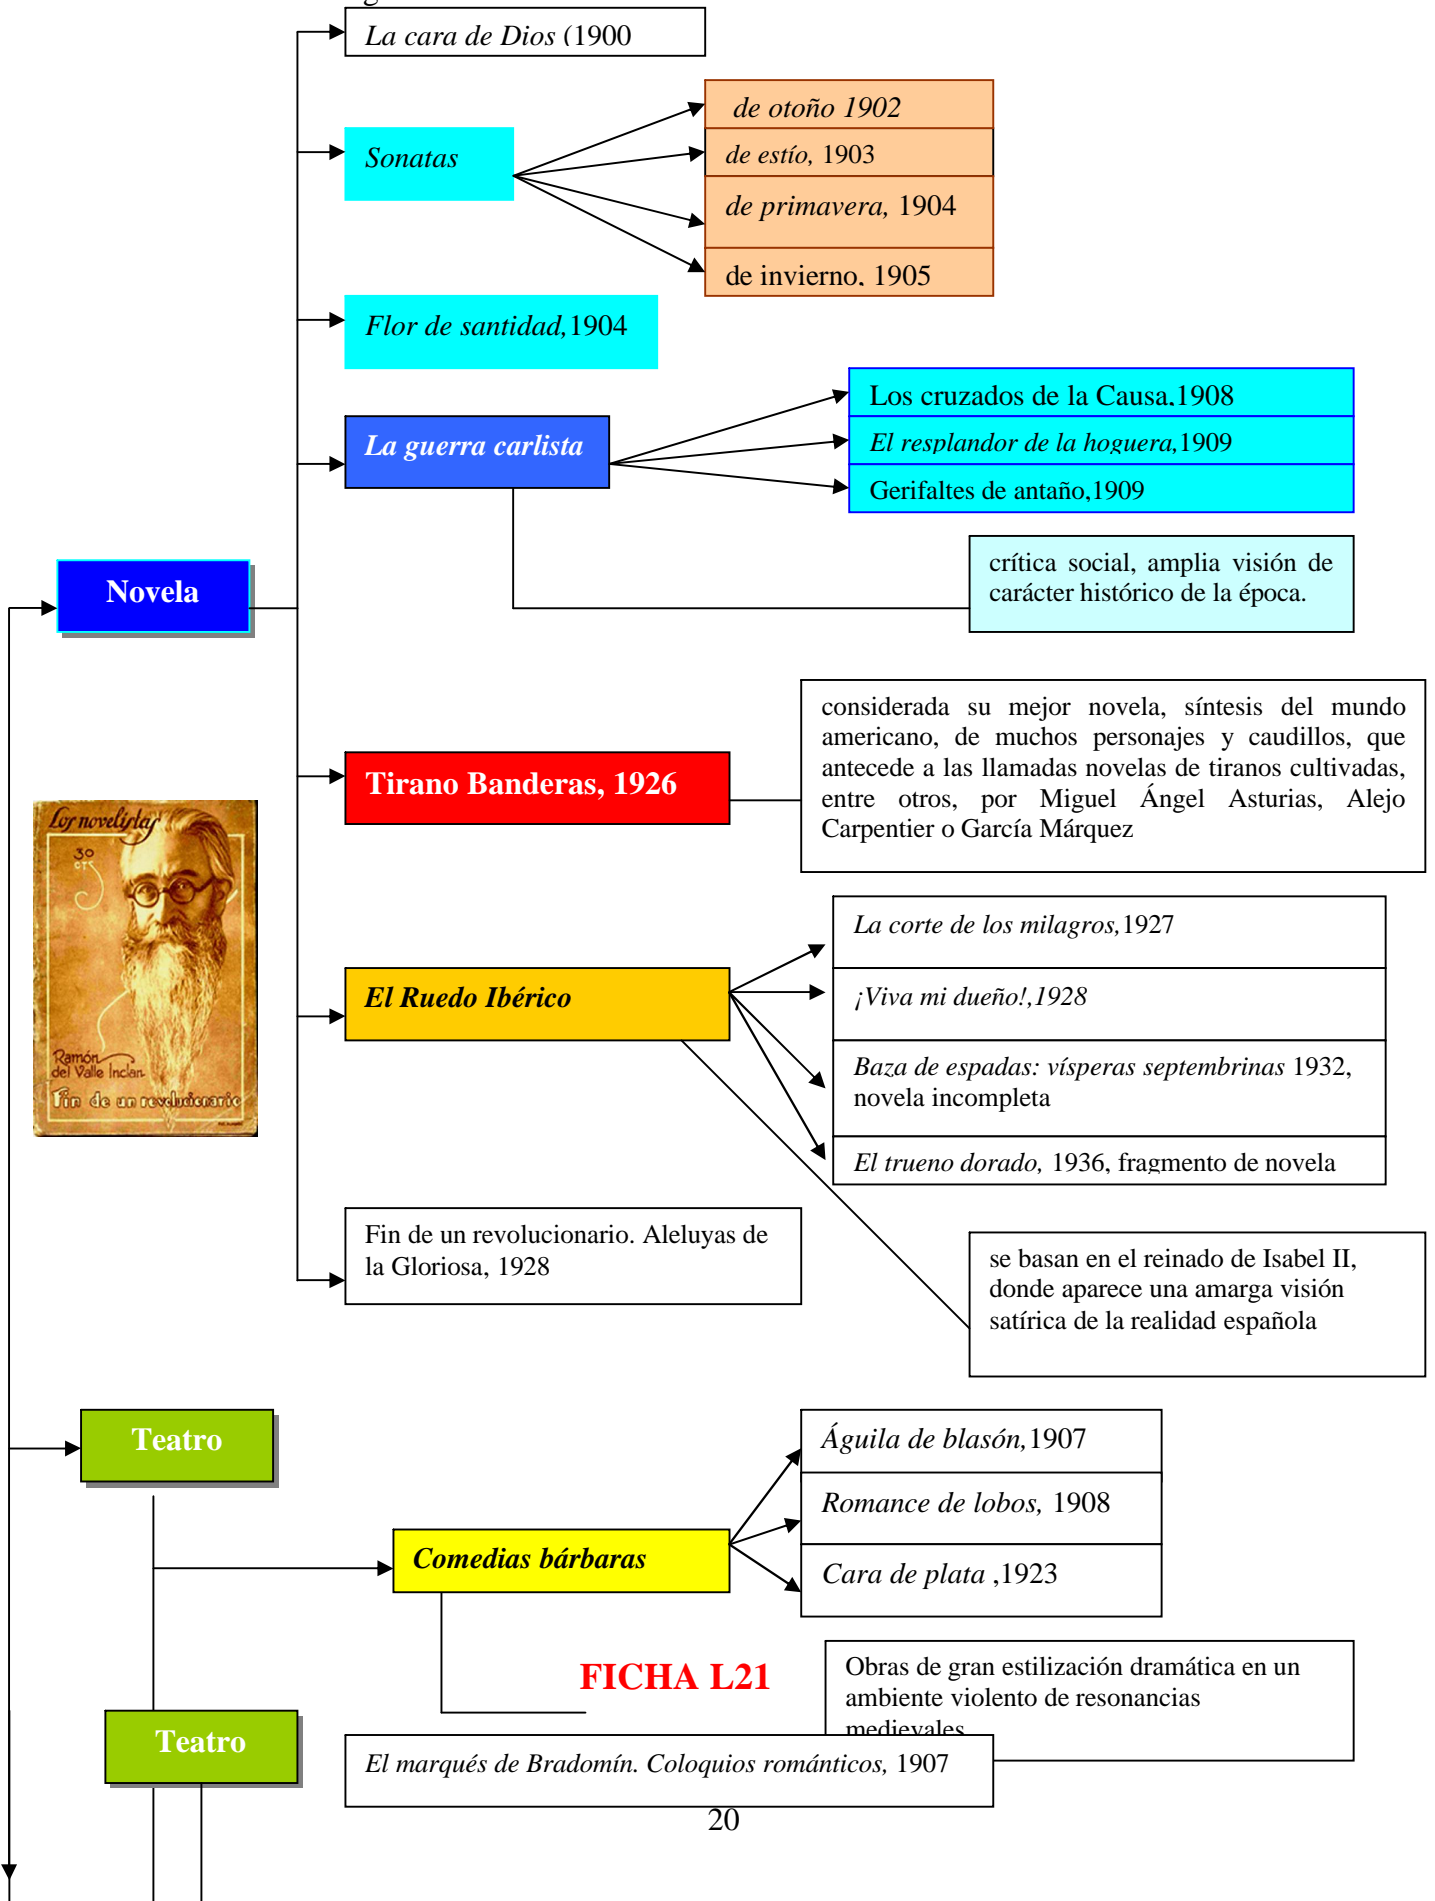 La cara de Dios (1900
Sonatas
de otoño 1902
de estío, 1903
de primavera, 1904
de invierno, 1905
Flor de santidad,1904
La guerra carlista
Los cruzados de la Causa,1908
El resplandor de la hoguera,1909
Gerifaltes de antaño,1909
crítica social, amplia visión de
carácter histórico de la época.
Novela
Tirano Banderas, 1926
considerada su mejor novela, síntesis del mundo
americano, de muchos personajes y caudillos, que
antecede a las llamadas novelas de tiranos cultivadas,
entre otros, por Miguel Ángel Asturias, Alejo
Carpentier o García Márquez
Los novelistas
30
CTS
Ramón
del Valle Inclan
Fin de un revolucionario
El Ruedo Ibérico
La corte de los milagros,1927
¡Viva mi dueño!,1928
Baza de espadas: vísperas septembrinas 1932,
novela incompleta
El trueno dorado, 1936, fragmento de novela
Fin de un revolucionario. Aleluyas de
la Gloriosa, 1928
se basan en el reinado de Isabel II,
donde aparece una amarga visión
satírica de la realidad española
Teatro
Comedias bárbaras
Águila de blasón,1907
Romance de lobos, 1908
Cara de plata ,1923
FICHA L21
Obras de gran estilización dramática en un
ambiente violento de resonancias
medievales
Teatro
El marqués de Bradomín. Coloquios románticos, 1907
20